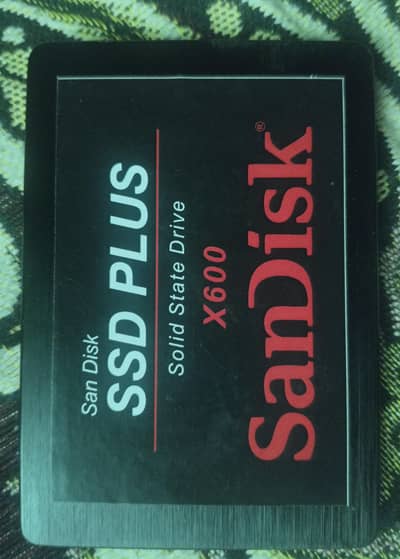 San Disk
SSD PLUS
Solid State Drive
X600
SanDisk®